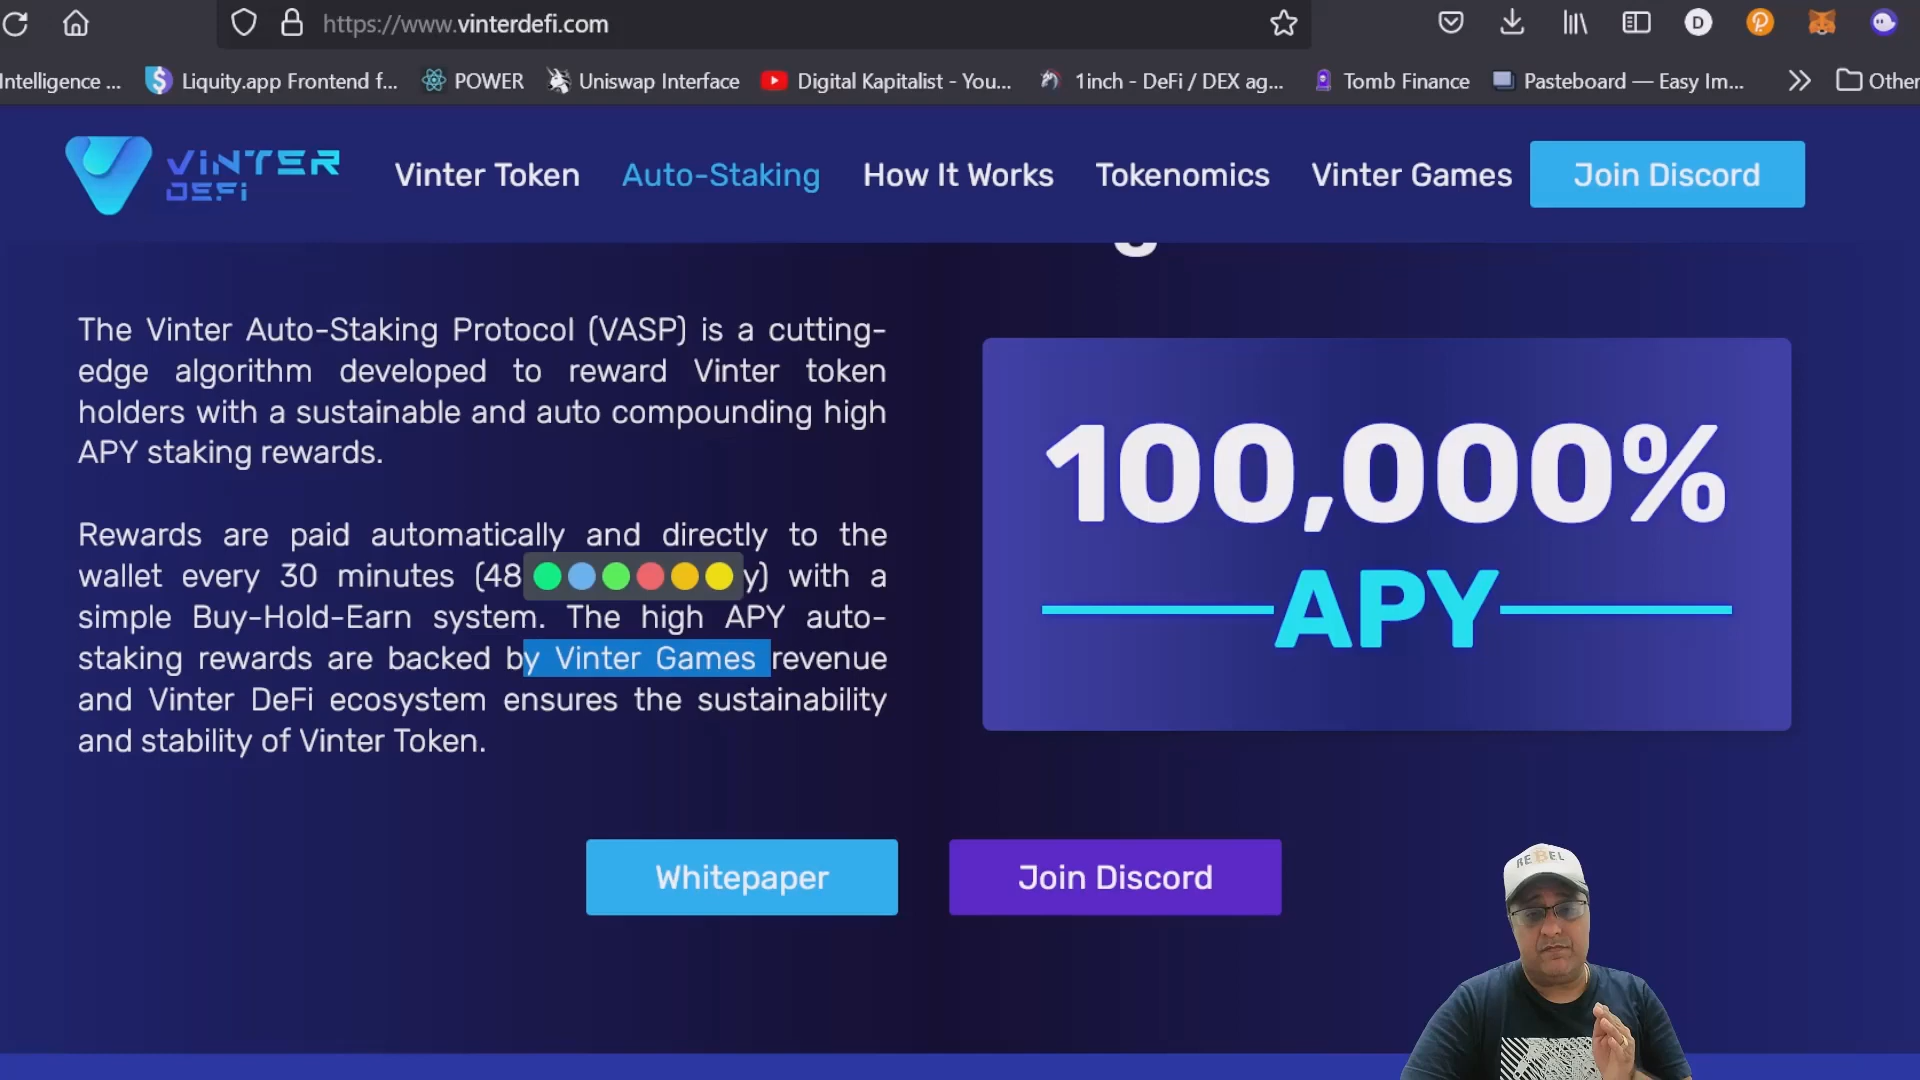 https://www.vinterdefi.com
D
Intelligence ...
Liquity.app Frontend f...
POWER
Uniswap Interface
Digital Kapitalist - You...
1inch - DeFi / DEX ag...
Tomb Finance
Pasteboard — Easy Im...
Other
VINTER
DEFI
Vinter Token
Auto-Staking
How It Works
Tokenomics
Vinter Games
Join Discord
The Vinter Auto-Staking Protocol (VASP) is a cutting-
edge algorithm developed to reward Vinter token
holders with a sustainable and auto compounding high
APY staking rewards.
Rewards are paid automatically and directly to the
wallet every 30 minutes (48 y) with a
simple Buy-Hold-Earn system. The high APY auto-
staking rewards are backed by Vinter Games revenue
and Vinter DeFi ecosystem ensures the sustainability
and stability of Vinter Token.
100,000%
APY
Whitepaper
Join Discord
REBEL